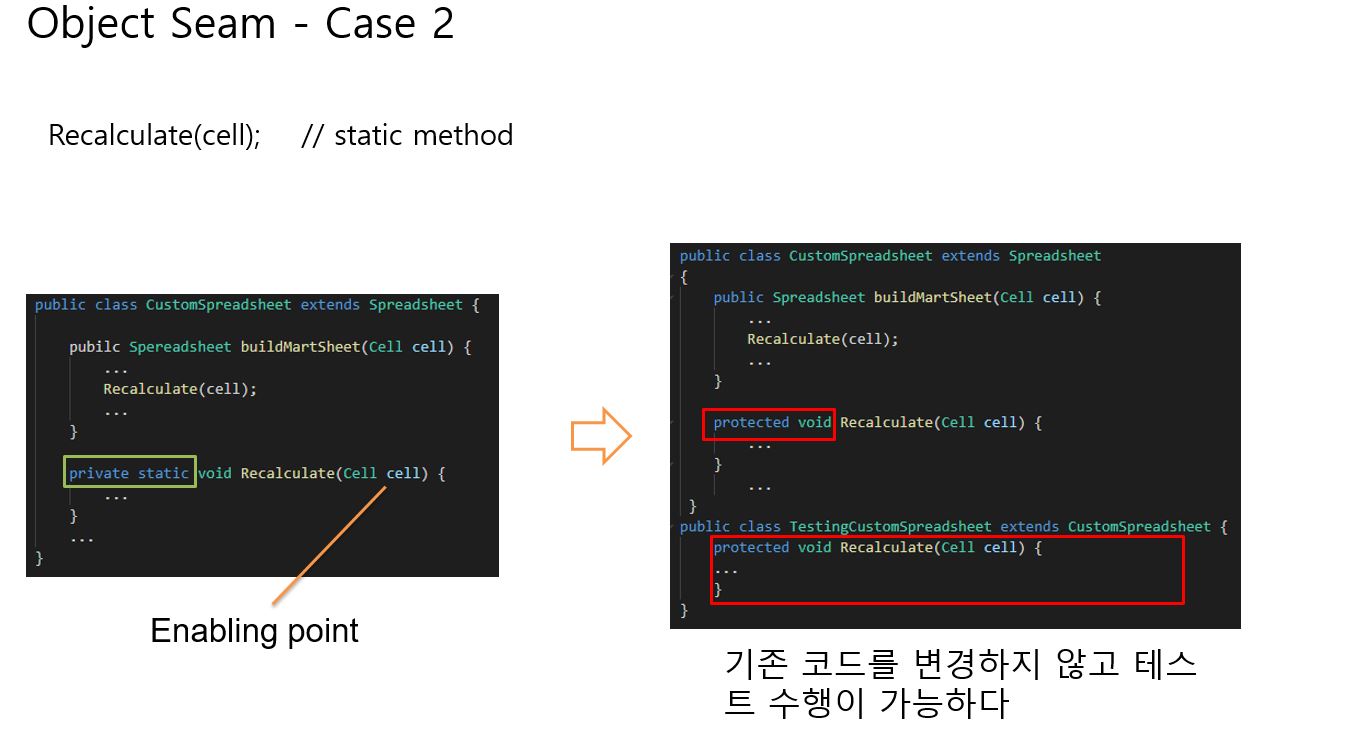 Object Seam - Case 2
Recalculate(cell); // static method
public class CustomSpreadsheet extends Spreadsheet {
pubilc Spereadsheet buildMartSheet(Cell cell) {
...
Recalculate(cell);
...
}
private static void Recalculate(Cell cell) {
...
}
...
}
Enabling point
public class CustomSpreadsheet extends Spreadsheet
{
public Spreadsheet buildMartSheet(Cell cell) {
...
Recalculate(cell);
...
}
protected void Recalculate(Cell cell) {
...
}
...
}
public class TestingCustomSpreadsheet extends CustomSpreadsheet {
protected void Recalculate(Cell cell) {
...
}
}
기존 코드를 변경하지 않고 테스
트 수행이 가능하다